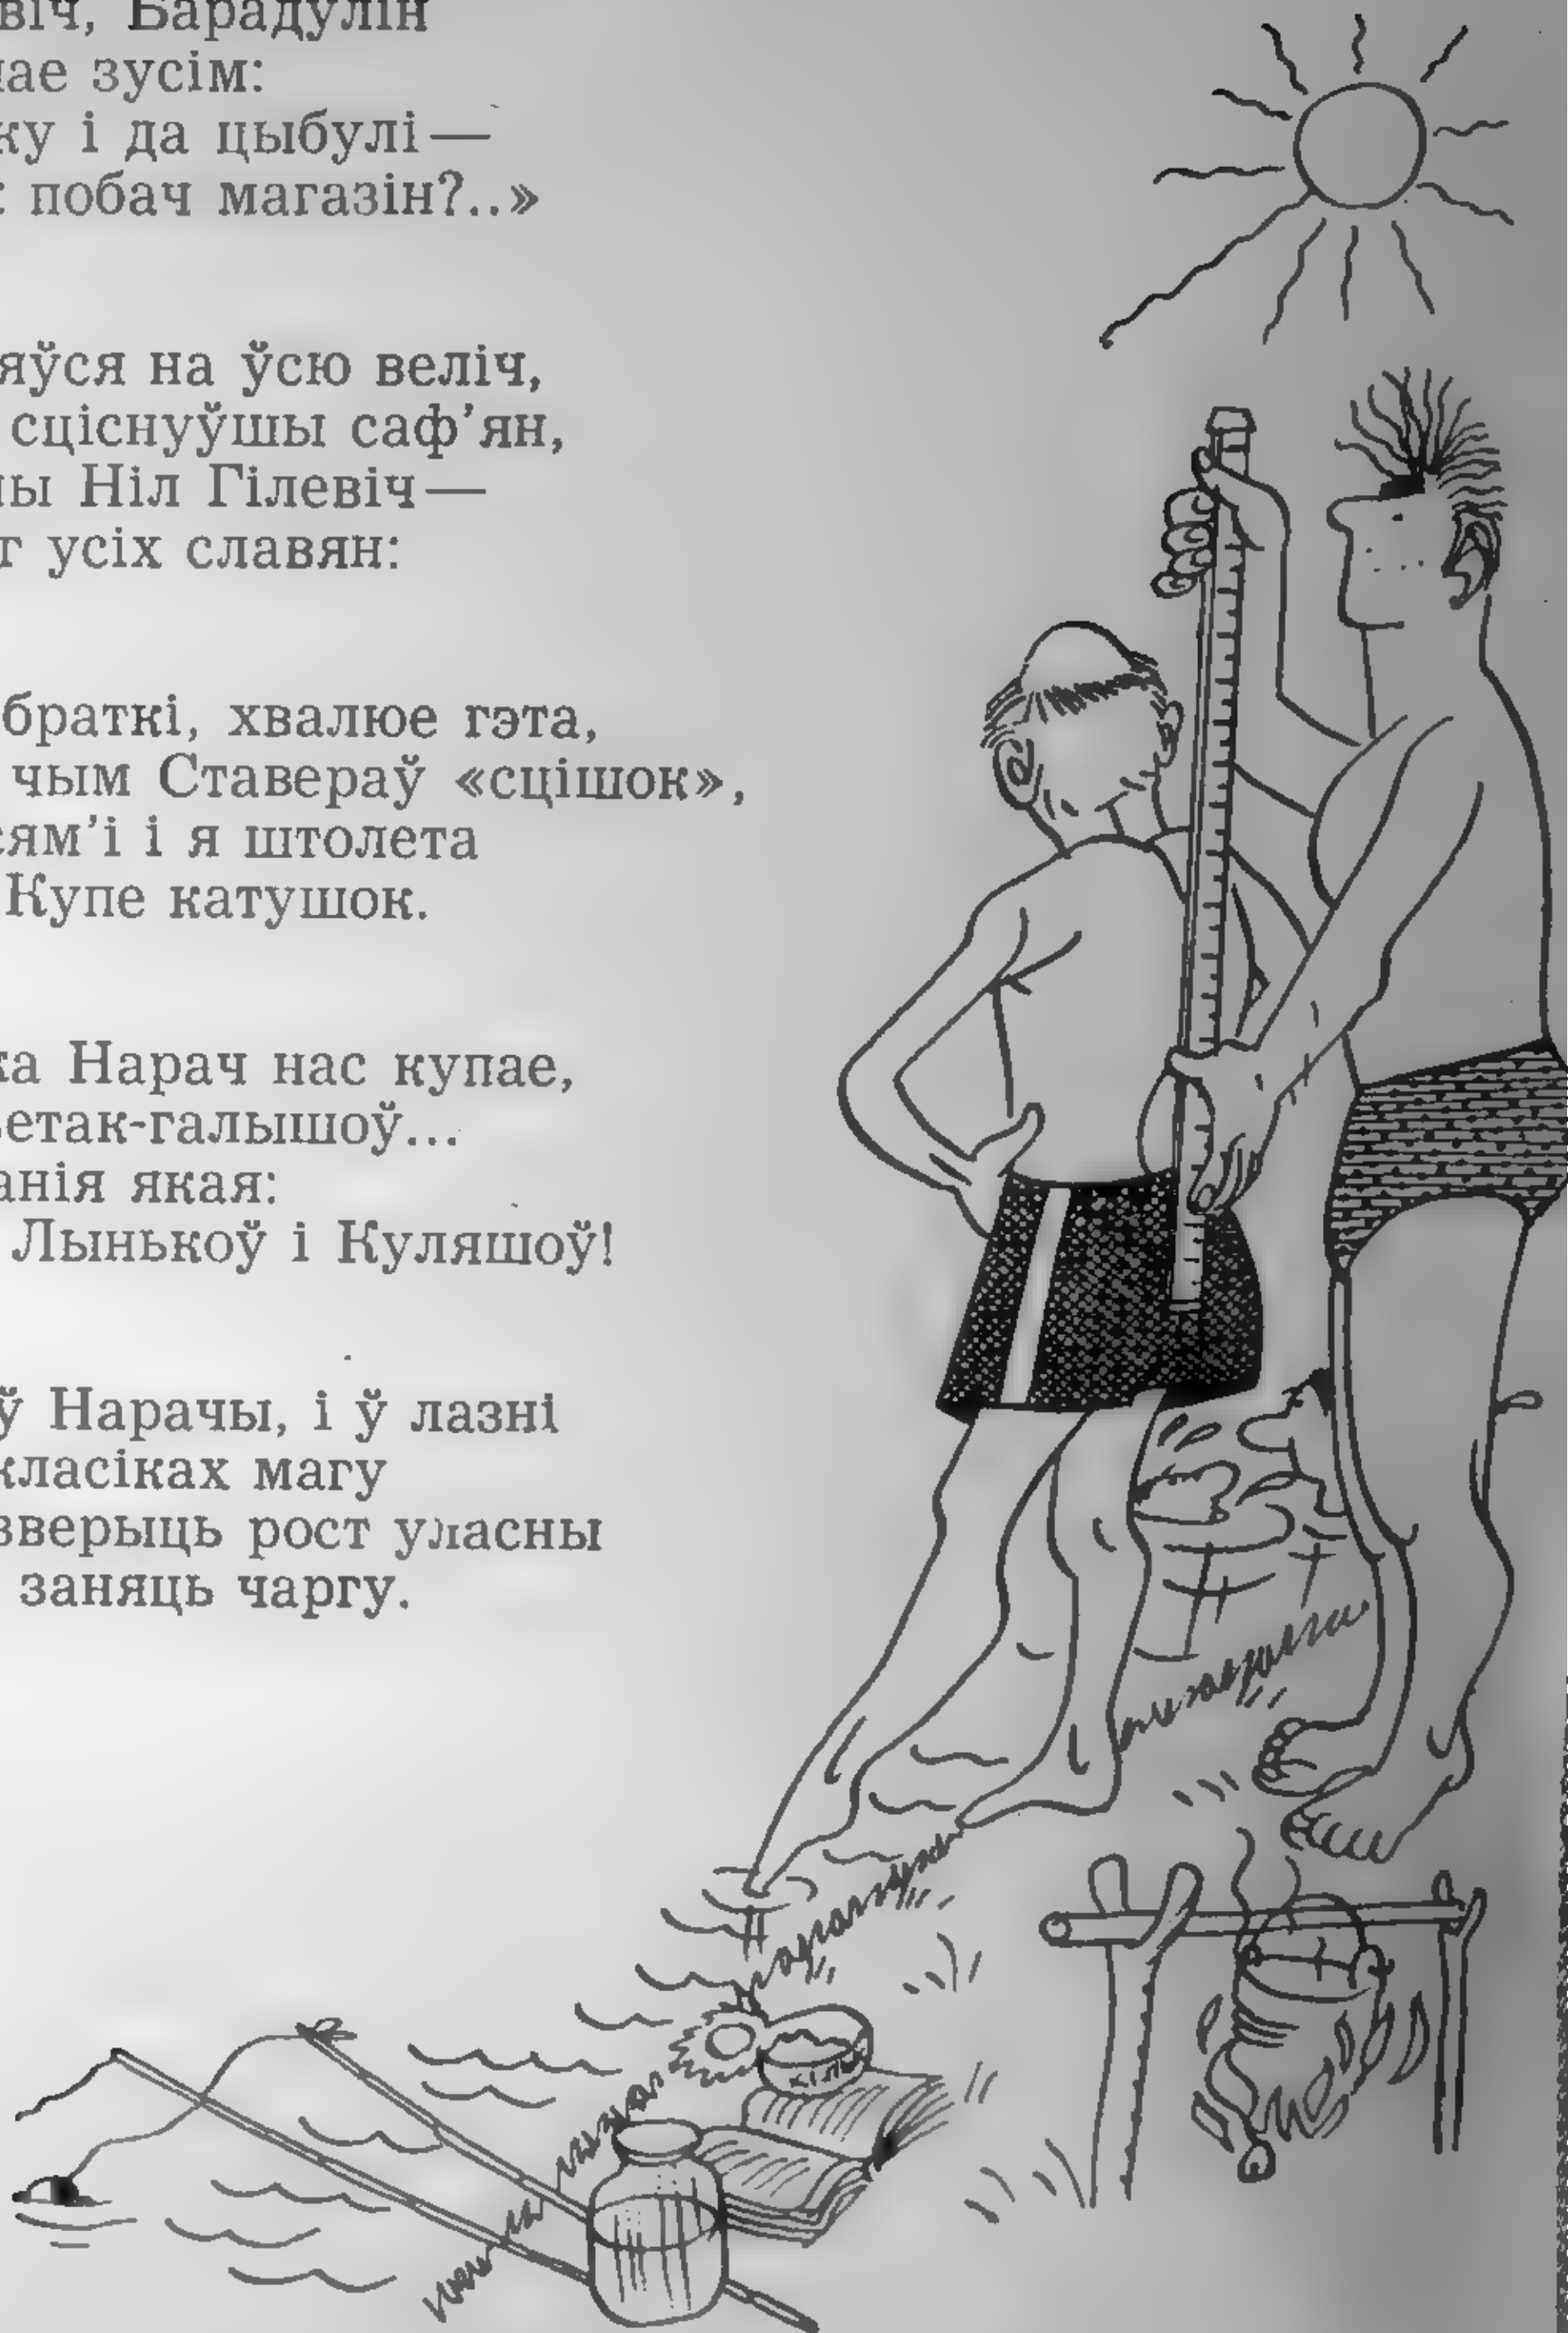 віч, Барадулін
ае зусім:
ку і да цыбулі —
: побач магазін?..»
яўся на ўсю веліч,
сціснуўшы саф’ян,
ны Ніл Гілевіч —
г усіх славян:
браткі, хвалюе гэта,
чым Ставераў «сцішок»,
сям’і і я штолета
Купе катушок.
ка Нарач нас купае,
етак-галышоў...
анія якая:
Лынькоў і Куляшоў!
ў Нарачы, і ў лазні
класіках магу
зверыць рост уласны
заняць чаргу.